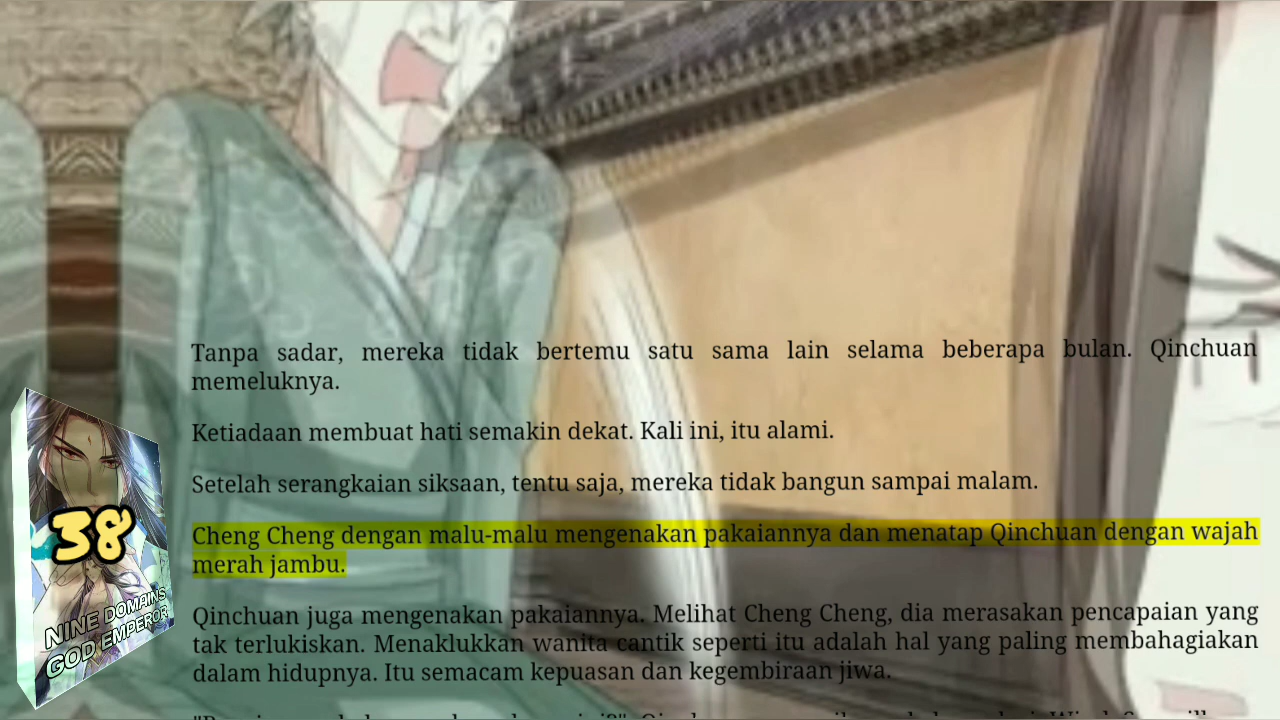 Tanpa sadar, mereka tidak bertemu satu sama lain selama beberapa bulan. Qinchuan
memeluknya.
Ketiadaan membuat hati semakin dekat. Kali ini, itu alami.
Setelah serangkaian siksaan, tentu saja, mereka tidak bangun sampai malam.
Cheng Cheng dengan malu-malu mengenakan pakaiannya dan menatap Qinchuan dengan wajah
merah jambu.
Qinchuan juga mengenakan pakaiannya. Melihat Cheng Cheng, dia merasakan pencapaian yang
tak terlukiskan. Menaklukkan wanita cantik seperti itu adalah hal yang paling membahagiakan
dalam hidupnya. Itu semacam kepuasan dan kegembiraan jiwa.
38
NINE DOMAINS
GOD EMPEROR